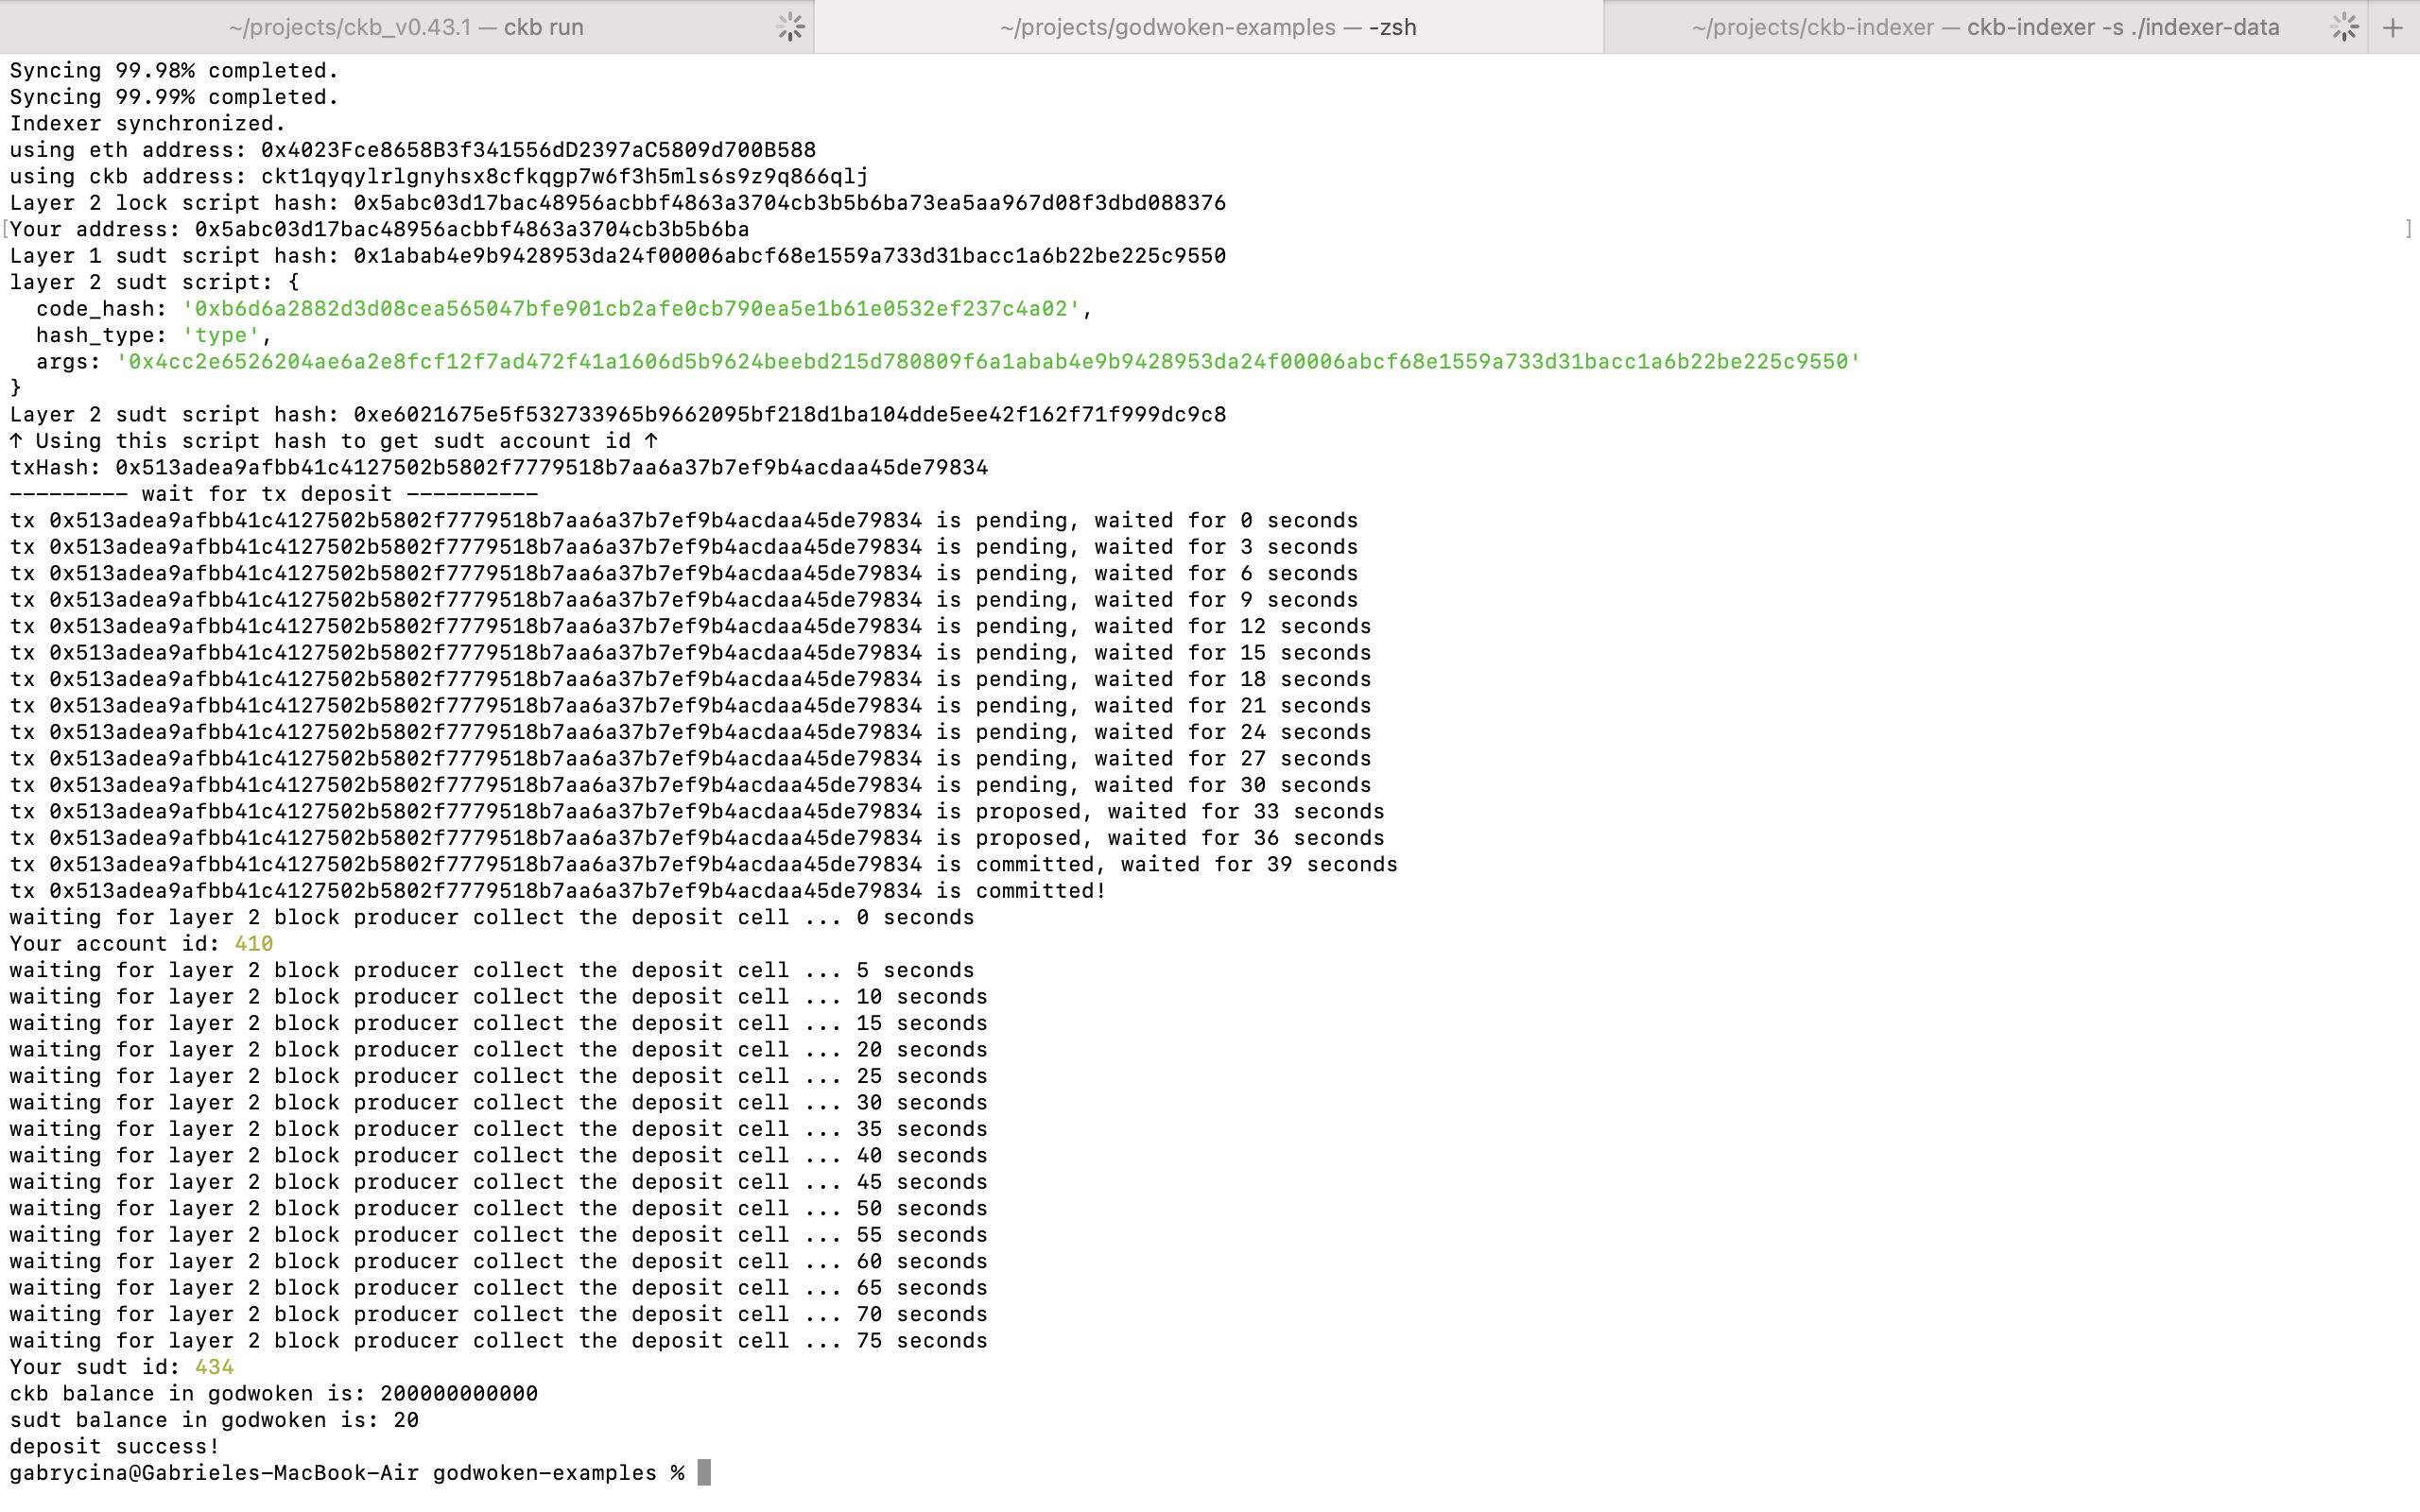 ~/projects/ckb_v0.43.1 — ckb run
~/projects/godwoken-examples — -zsh
~/projects/ckb-indexer — ckb-indexer -s ./indexer-data
+
Syncing 99.98% completed.
Syncing 99.99% completed.
Indexer synchronized.
using eth address: 0x4023Fce8658B3f341556dD2397aC5809d700B588
using ckb address: ckt1qyqylrlgnyhsx8cfkqgp7w6f3h5mls6s9z9q866qlj
Layer 2 lock script hash: 0x5abc03d17bac48956acbbf4863a3704cb3b5b6ba73ea5aa967d08f3dbd088376
[Your address: 0x5abc03d17bac48956acbbf4863a3704cb3b5b6ba ]
Layer 1 sudt script hash: 0x1abab4e9b9428953da24f00006abcf68e1559a733d31bacc1a6b22be225c9550
layer 2 sudt script: {
  code_hash: '0xb6d6a2882d3d08cea565047bfe901cb2afe0cb790ea5e1b61e0532ef237c4a02',
  hash_type: 'type',
  args: '0x4cc2e6526204ae6a2e8fcf12f7ad472f41a1606d5b9624beebd215d780809f6a1abab4e9b9428953da24f00006abcf68e1559a733d31bacc1a6b22be225c9550'
}
Layer 2 sudt script hash: 0xe6021675e5f532733965b9662095bf218d1ba104dde5ee42f162f71f999dc9c8
↑ Using this script hash to get sudt account id ↑
txHash: 0x513adea9afbb41c4127502b5802f7779518b7aa6a37b7ef9b4acdaa45de79834
--------- wait for tx deposit ----------
tx 0x513adea9afbb41c4127502b5802f7779518b7aa6a37b7ef9b4acdaa45de79834 is pending, waited for 0 seconds
tx 0x513adea9afbb41c4127502b5802f7779518b7aa6a37b7ef9b4acdaa45de79834 is pending, waited for 3 seconds
tx 0x513adea9afbb41c4127502b5802f7779518b7aa6a37b7ef9b4acdaa45de79834 is pending, waited for 6 seconds
tx 0x513adea9afbb41c4127502b5802f7779518b7aa6a37b7ef9b4acdaa45de79834 is pending, waited for 9 seconds
tx 0x513adea9afbb41c4127502b5802f7779518b7aa6a37b7ef9b4acdaa45de79834 is pending, waited for 12 seconds
tx 0x513adea9afbb41c4127502b5802f7779518b7aa6a37b7ef9b4acdaa45de79834 is pending, waited for 15 seconds
tx 0x513adea9afbb41c4127502b5802f7779518b7aa6a37b7ef9b4acdaa45de79834 is pending, waited for 18 seconds
tx 0x513adea9afbb41c4127502b5802f7779518b7aa6a37b7ef9b4acdaa45de79834 is pending, waited for 21 seconds
tx 0x513adea9afbb41c4127502b5802f7779518b7aa6a37b7ef9b4acdaa45de79834 is pending, waited for 24 seconds
tx 0x513adea9afbb41c4127502b5802f7779518b7aa6a37b7ef9b4acdaa45de79834 is pending, waited for 27 seconds
tx 0x513adea9afbb41c4127502b5802f7779518b7aa6a37b7ef9b4acdaa45de79834 is pending, waited for 30 seconds
tx 0x513adea9afbb41c4127502b5802f7779518b7aa6a37b7ef9b4acdaa45de79834 is proposed, waited for 33 seconds
tx 0x513adea9afbb41c4127502b5802f7779518b7aa6a37b7ef9b4acdaa45de79834 is proposed, waited for 36 seconds
tx 0x513adea9afbb41c4127502b5802f7779518b7aa6a37b7ef9b4acdaa45de79834 is committed, waited for 39 seconds
tx 0x513adea9afbb41c4127502b5802f7779518b7aa6a37b7ef9b4acdaa45de79834 is committed!
waiting for layer 2 block producer collect the deposit cell ... 0 seconds
Your account id: 410
waiting for layer 2 block producer collect the deposit cell ... 5 seconds
waiting for layer 2 block producer collect the deposit cell ... 10 seconds
waiting for layer 2 block producer collect the deposit cell ... 15 seconds
waiting for layer 2 block producer collect the deposit cell ... 20 seconds
waiting for layer 2 block producer collect the deposit cell ... 25 seconds
waiting for layer 2 block producer collect the deposit cell ... 30 seconds
waiting for layer 2 block producer collect the deposit cell ... 35 seconds
waiting for layer 2 block producer collect the deposit cell ... 40 seconds
waiting for layer 2 block producer collect the deposit cell ... 45 seconds
waiting for layer 2 block producer collect the deposit cell ... 50 seconds
waiting for layer 2 block producer collect the deposit cell ... 55 seconds
waiting for layer 2 block producer collect the deposit cell ... 60 seconds
waiting for layer 2 block producer collect the deposit cell ... 65 seconds
waiting for layer 2 block producer collect the deposit cell ... 70 seconds
waiting for layer 2 block producer collect the deposit cell ... 75 seconds
Your sudt id: 434
ckb balance in godwoken is: 200000000000
sudt balance in godwoken is: 20
deposit success!
gabrycina@Gabrieles-MacBook-Air godwoken-examples %